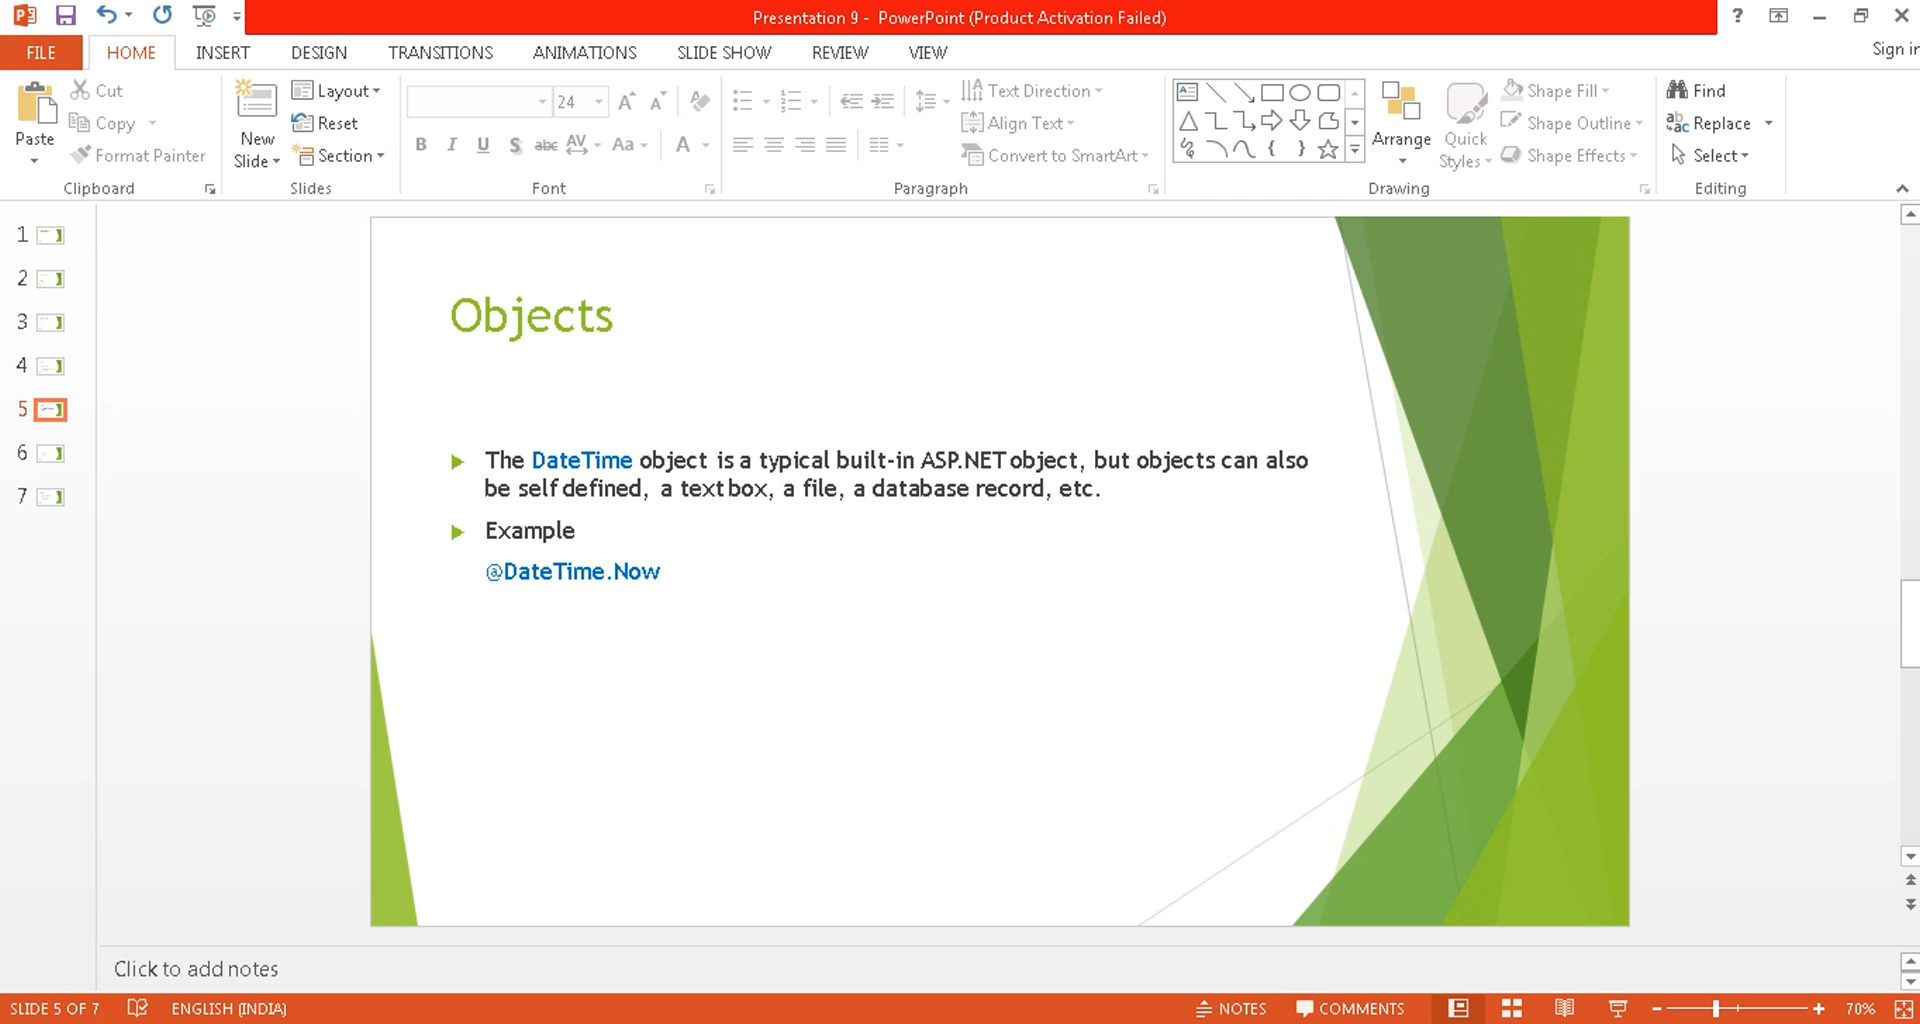 Presentation 9 - PowerPoint (Product Activation Failed)
FILE HOME INSERT DESIGN TRANSITIONS ANIMATIONS SLIDE SHOW REVIEW VIEW Sign in
Paste
Cut
Copy
Format Painter
Clipboard
New Slide
Layout
Reset
Section
Slides
24
B I U S abc AV Aa A
Font
Text Direction
Align Text
Convert to SmartArt
Paragraph
Arrange
Quick Styles
Shape Fill
Shape Outline
Shape Effects
Drawing
Find
Replace
Select
Editing
1
2
3
4
5
6
7
Objects
The DateTime object is a typical built-in ASP.NET object, but objects can also
be self defined, a text box, a file, a database record, etc.
Example
@DateTime.Now
Click to add notes
SLIDE 5 OF 7 ENGLISH (INDIA) NOTES COMMENTS 70%